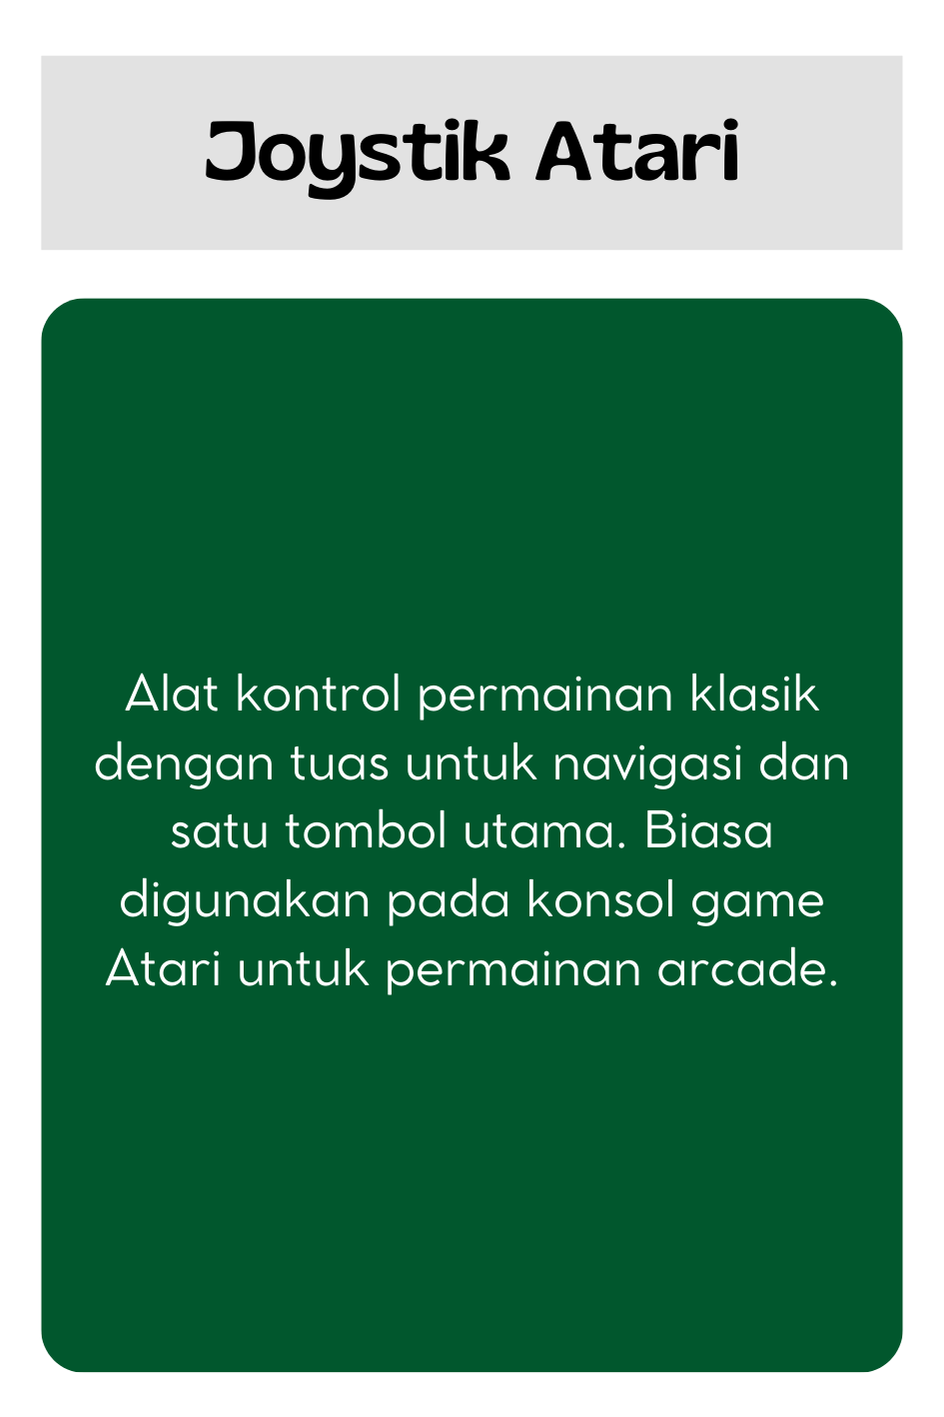 Joystik Atari
Alat kontrol permainan klasik
dengan tuas untuk navigasi dan
satu tombol utama. Biasa
digunakan pada konsol game
Atari untuk permainan arcade.